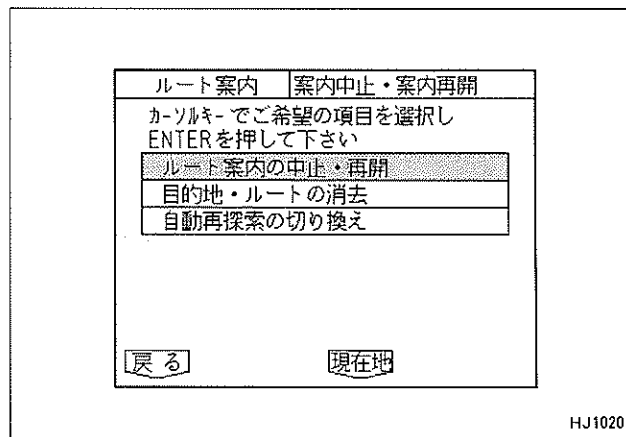 ルート案内 案内中止・案内再開
カーソルキーでご希望の項目を選択し
ENTERを押して下さい
ルート案内の中止・再開
目的地・ルートの消去
自動再探索の切り換え
戻る 現在地
HJ1020